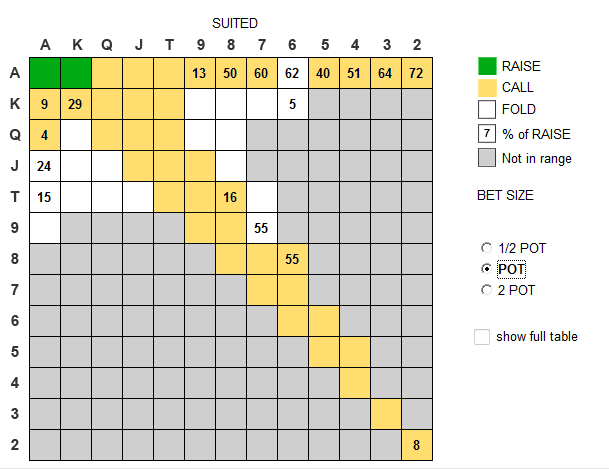 SUITED
A K Q J T 9 8 7 6 5 4 3 2
A 13 50 60 62 40 51 64 72
K 9 29 5
Q 4
J 24
T 15 16
9 55
8 55
7
6
5
4
3
2 8
RAISE
CALL
FOLD
7 % of RAISE
Not in range
BET SIZE
1/2 POT
POT
2 POT
show full table